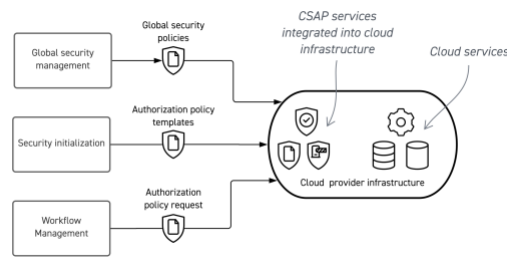 Global security
policies
CSAP services
integrated into cloud
infrastructure
Cloud services
Global security
management
Authorization policy
templates
Security initialization
Cloud provider infrastructure
Authorization
policy request
Workflow
Management